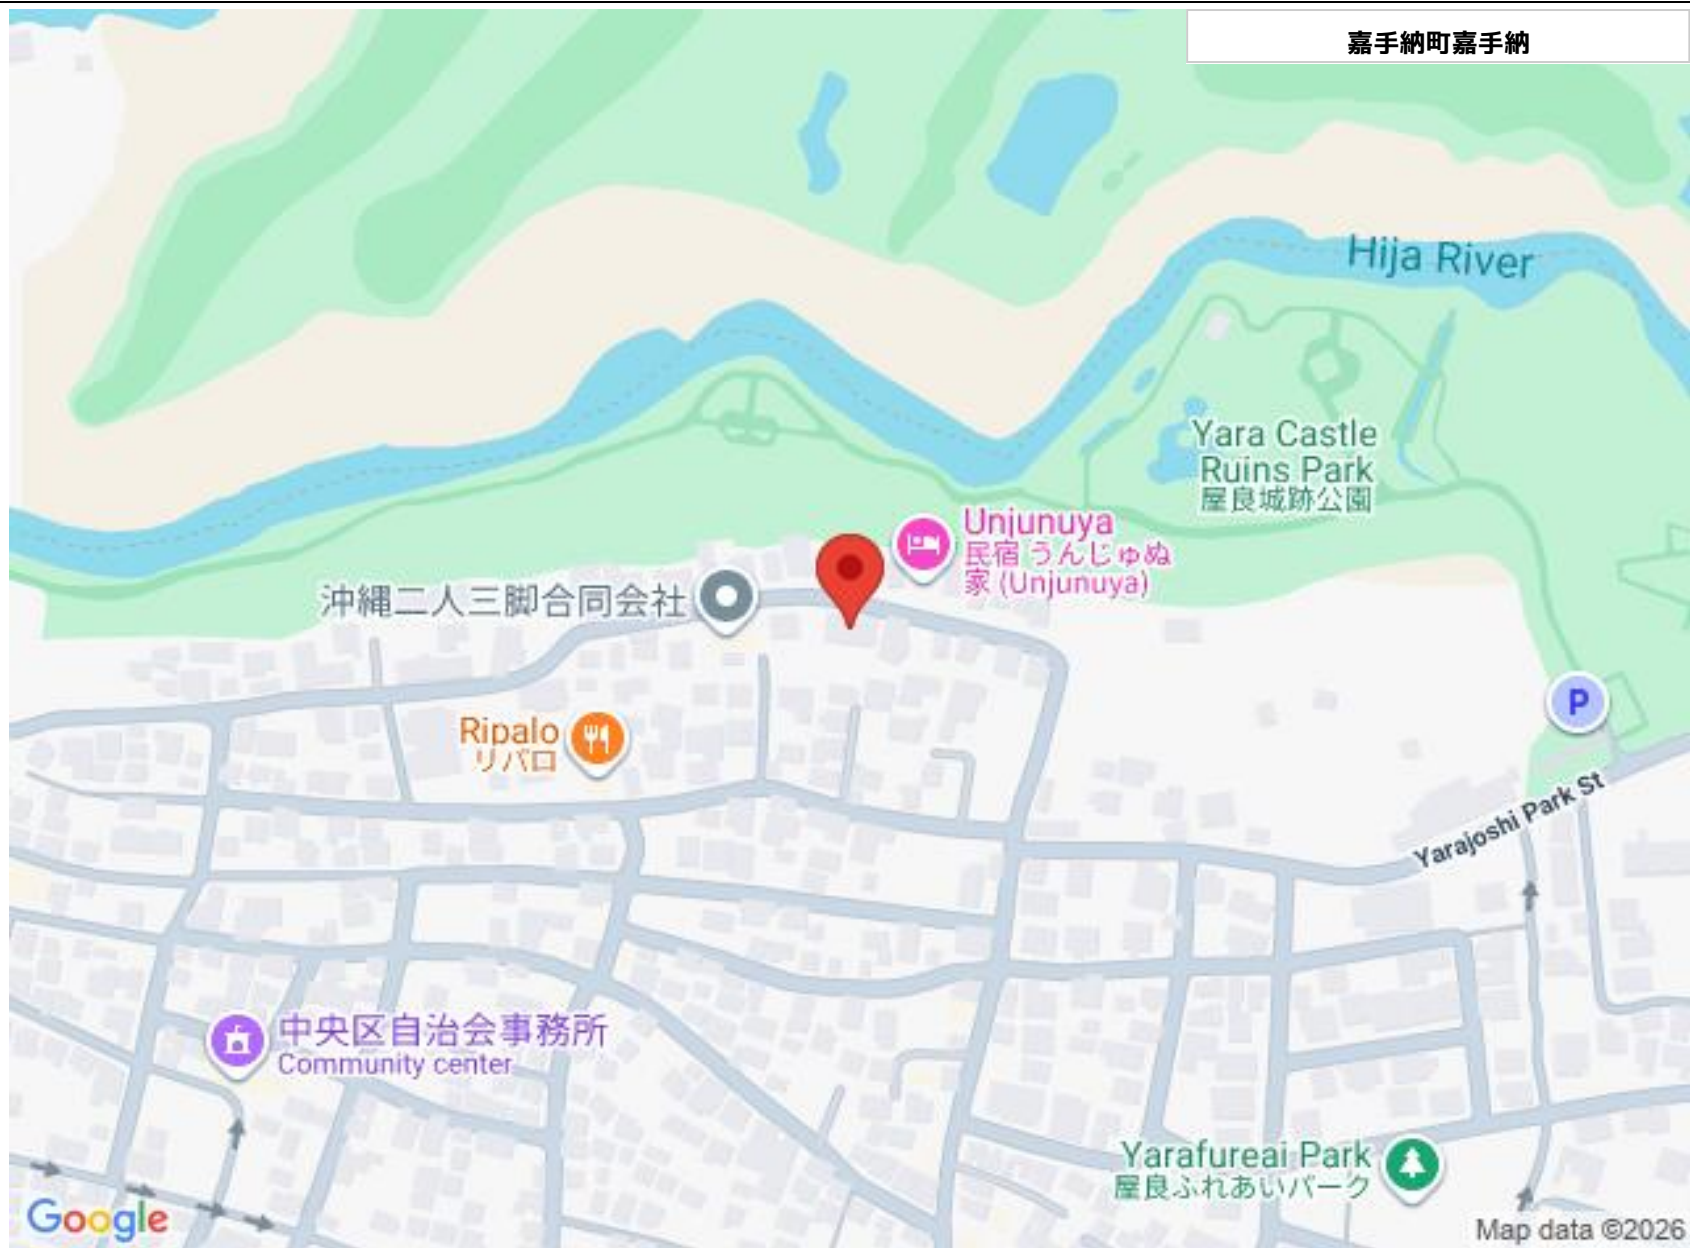 嘉手納町嘉手納
Hija River
Yara Castle
Ruins Park
屋良城跡公園
Unjunuya
民宿 うんじゅぬ
家 (Unjunuya)
沖縄二人三脚合同会社
Ripalo
リパロ
P
Yarajoshi Park St
中央区自治会事務所
Community center
Yarafureai Park
屋良ふれあいパーク
Google
Map data ©2026